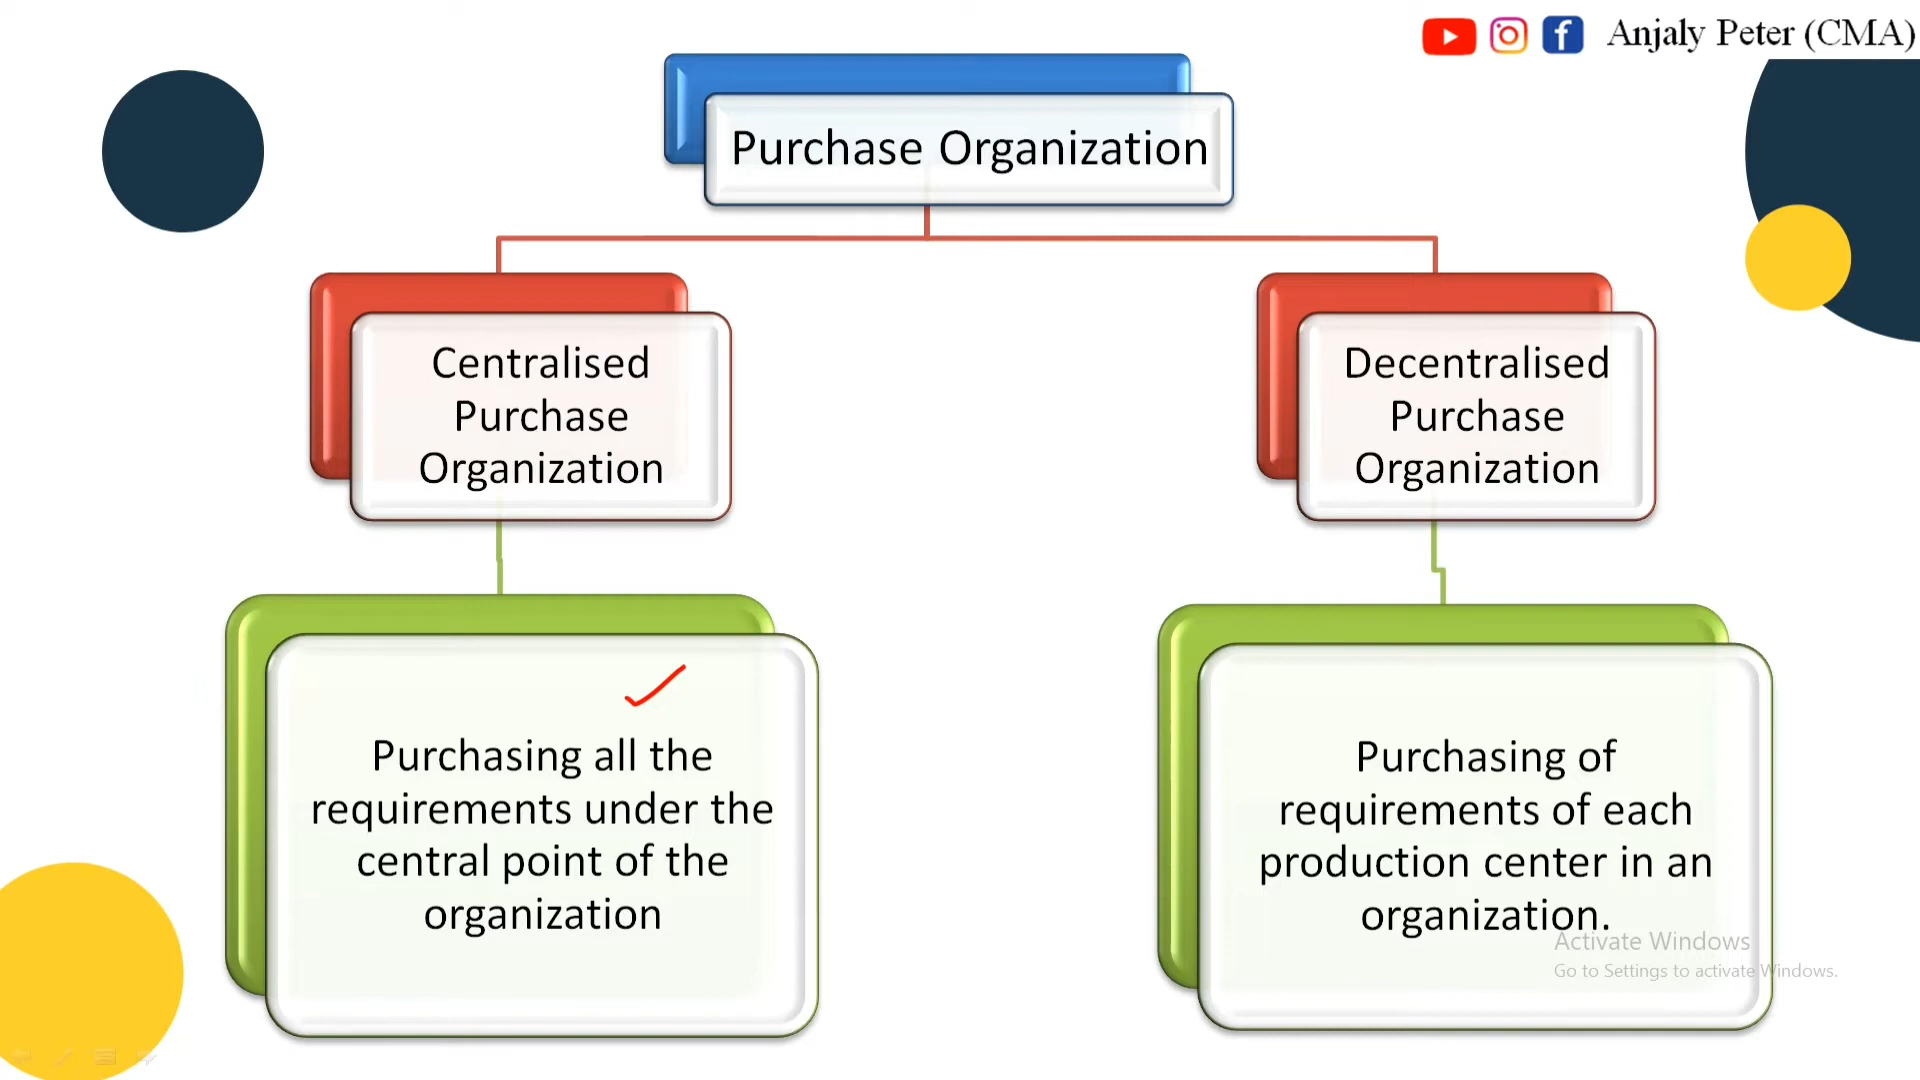 Anjaly Peter (CMA)
Purchase Organization
Centralised
Purchase
Organization
Decentralised
Purchase
Organization
Purchasing all the
requirements under the
central point of the
organization
Purchasing of
requirements of each
production center in an
organization.
Activate Windows
Go to Settings to activate Windows.